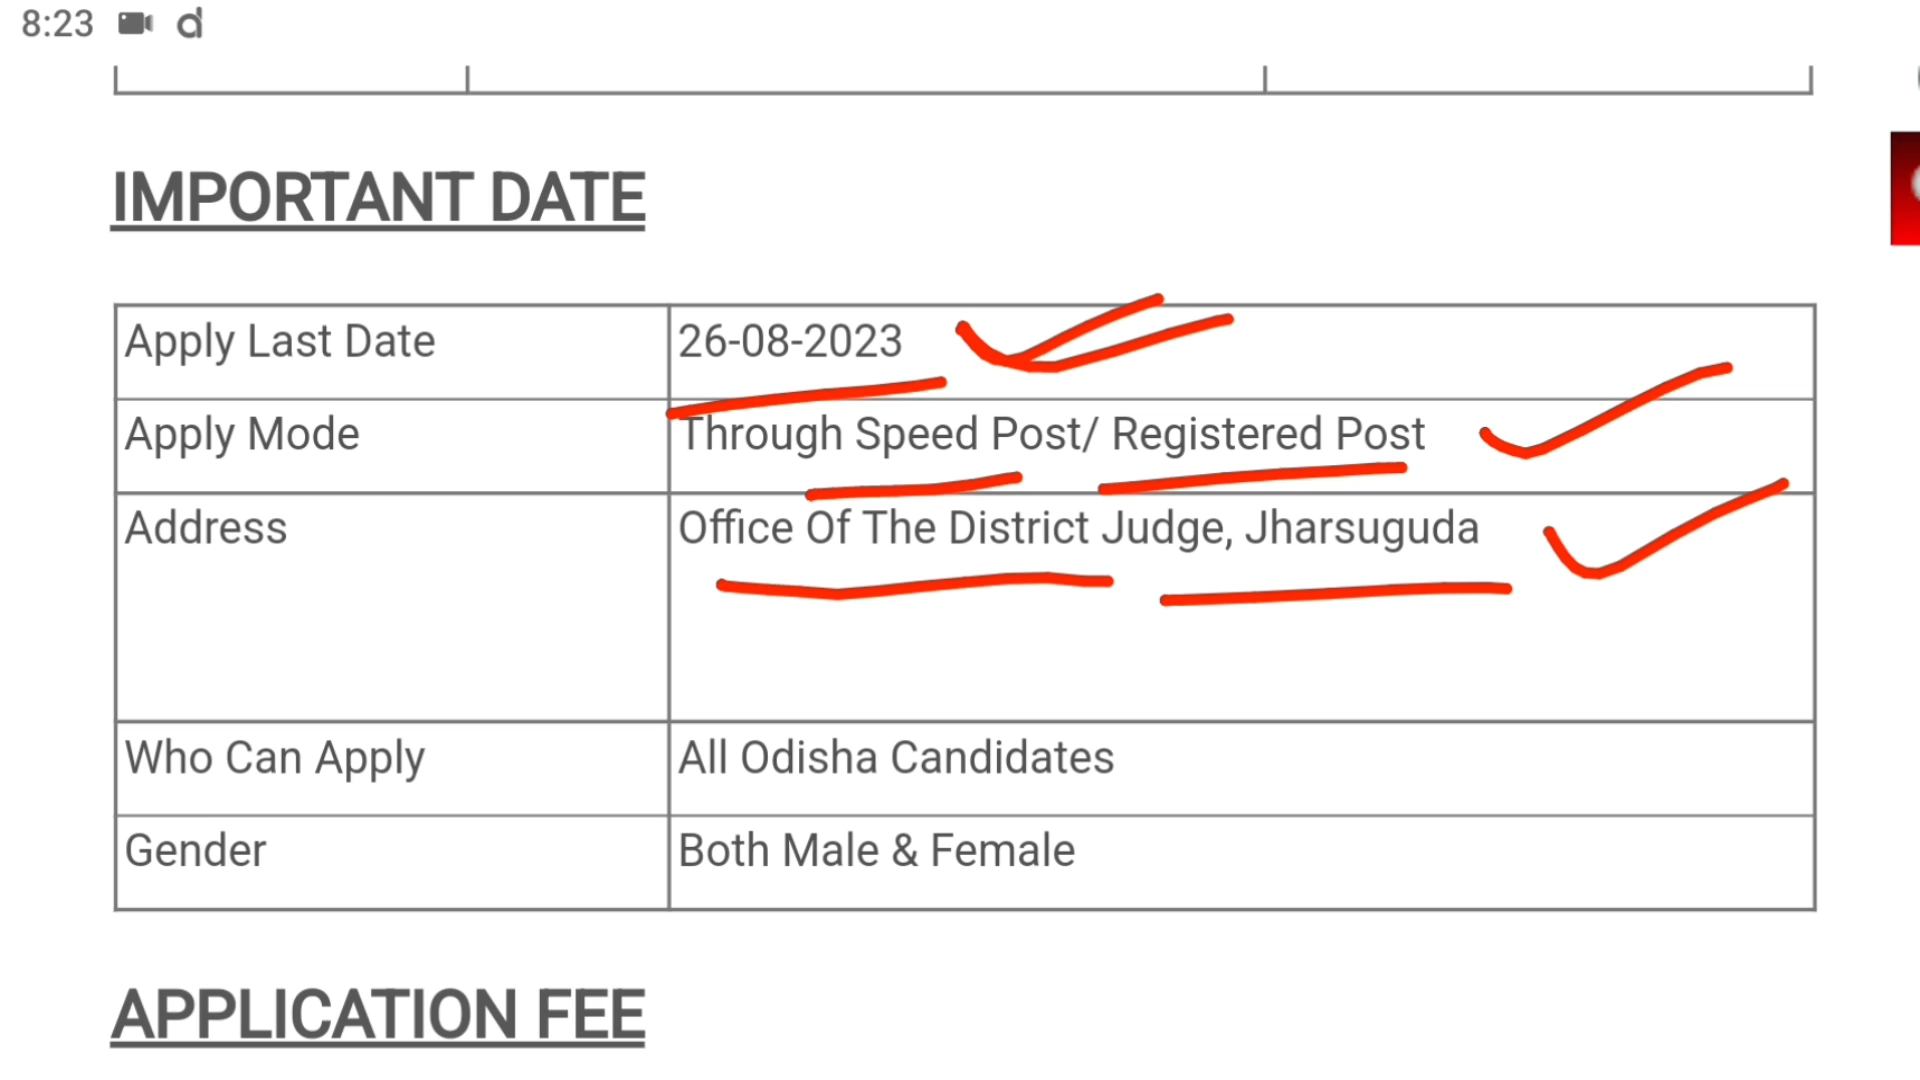 8:23
IMPORTANT DATE
Apply Last Date 26-08-2023
Apply Mode Through Speed Post/ Registered Post
Address Office Of The District Judge, Jharsuguda
Who Can Apply All Odisha Candidates
Gender Both Male & Female
APPLICATION FEE